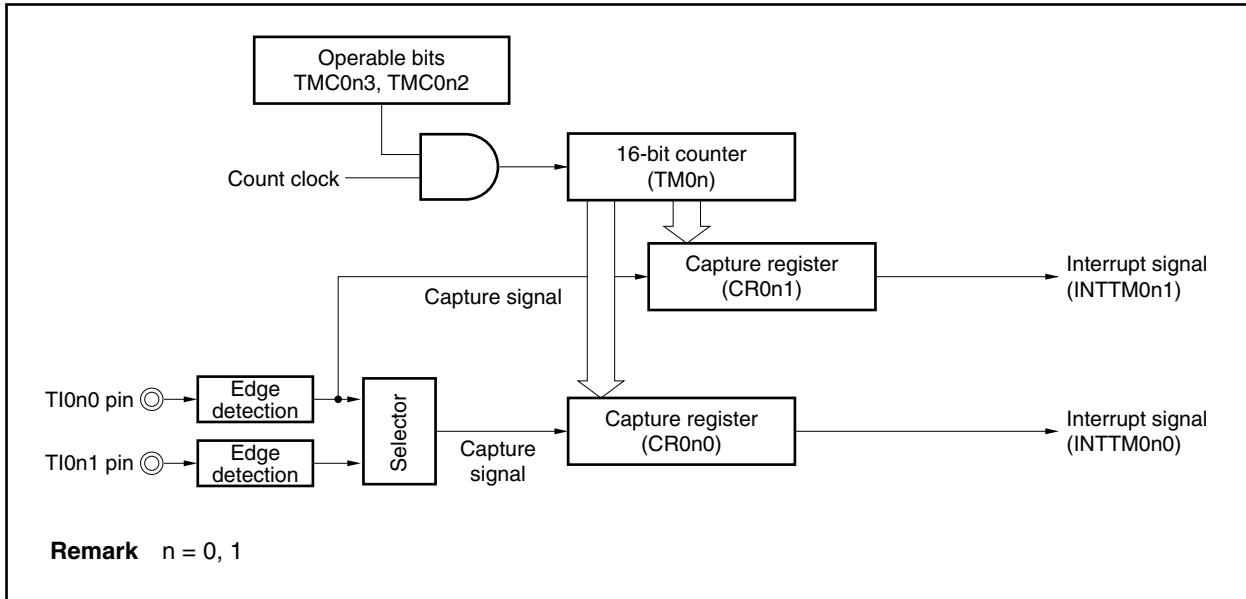 Operable bits
TMC0n3, TMC0n2
Count clock
16-bit counter
(TM0n)
Capture register
(CR0n1)
Interrupt signal
(INTTM0n1)
Capture signal
TI0n0 pin
Edge
detection
Selector
Capture register
(CR0n0)
Interrupt signal
(INTTM0n0)
TI0n1 pin
Edge
detection
Capture
signal
Remark n = 0, 1